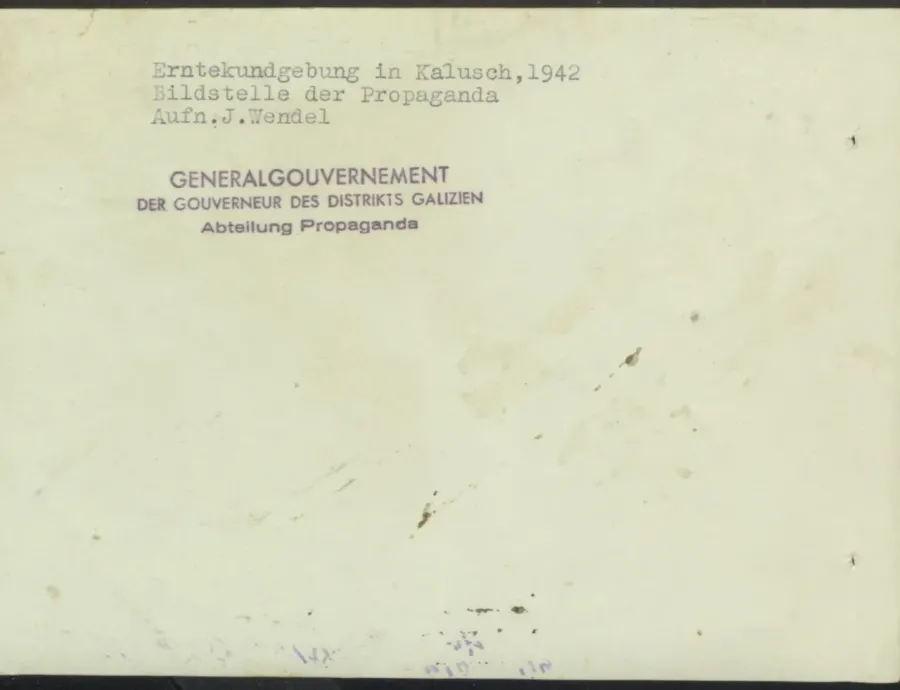 Erntekundgebung in Kalusch,1942
Bildstelle der Propaganda
Aufn.J.Wendel
GENERALGOUVERNEMENT
DER GOUVERNEUR DES DISTRIKTS GALIZIEN
Abteilung Propaganda